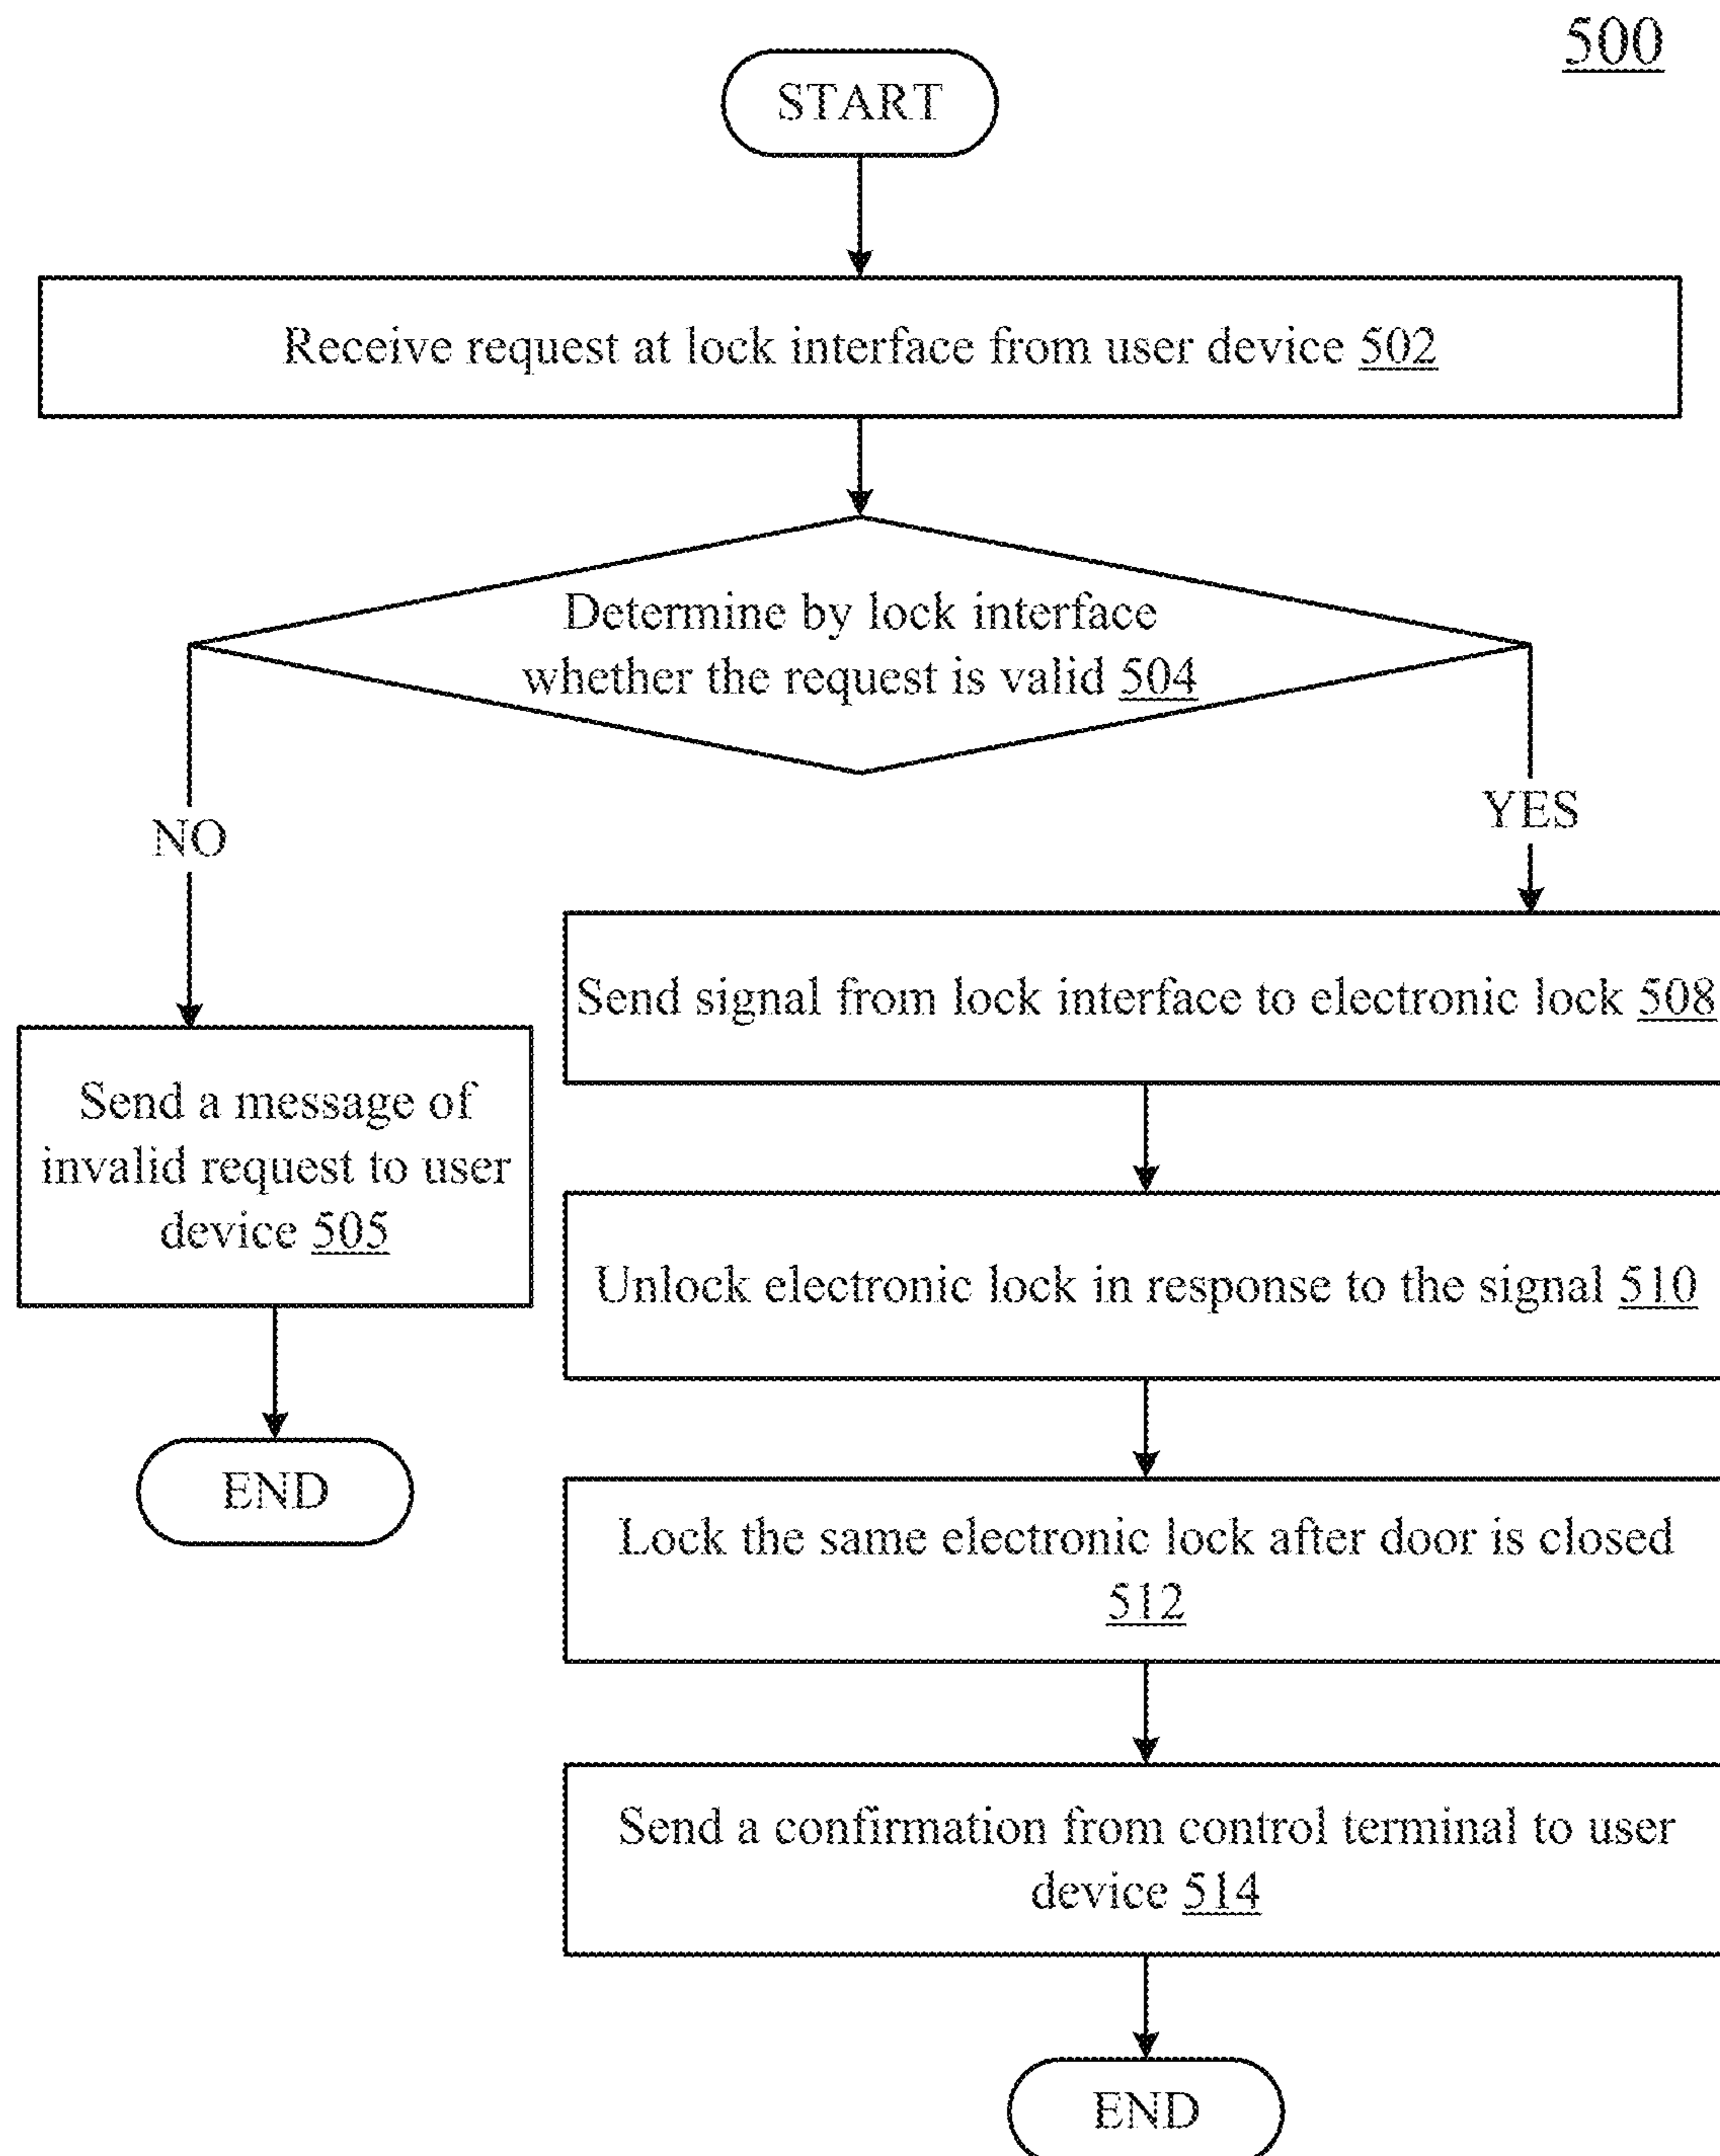 500
START
Receive request at lock interface from user device 502
Determine by lock interface
whether the request is valid 504
NO
YES
Send signal from lock interface to electronic lock 508
Send a message of
invalid request to user
device 505
Unlock electronic lock in response to the signal 510
END
Lock the same electronic lock after door is closed
512
Send a confirmation from control terminal to user
device 514
END